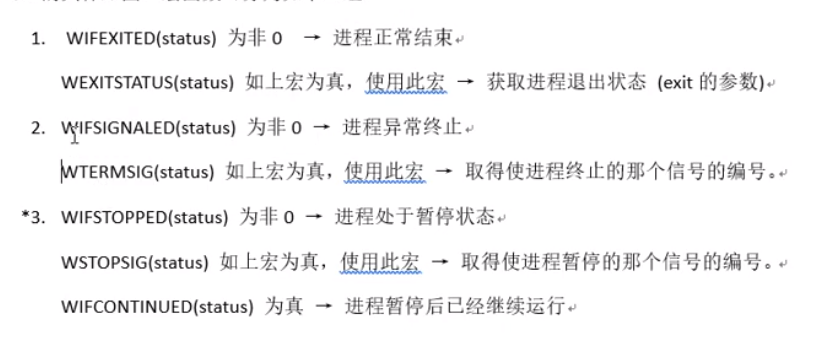 1. WIFEXITED(status) 为非 0 → 进程正常结束
WEXITSTATUS(status) 如上宏为真，使用此宏 → 获取进程退出状态 (exit 的参数)
2. WIFSIGNALED(status) 为非 0 → 进程异常终止
WTERMSIG(status) 如上宏为真，使用此宏 → 取得使进程终止的那个信号的编号。
*3. WIFSTOPPED(status) 为非 0 → 进程处于暂停状态
WSTOPSIG(status) 如上宏为真，使用此宏 → 取得使进程暂停的那个信号的编号。
WIFCONTINUED(status) 为真 → 进程暂停后已经继续运行